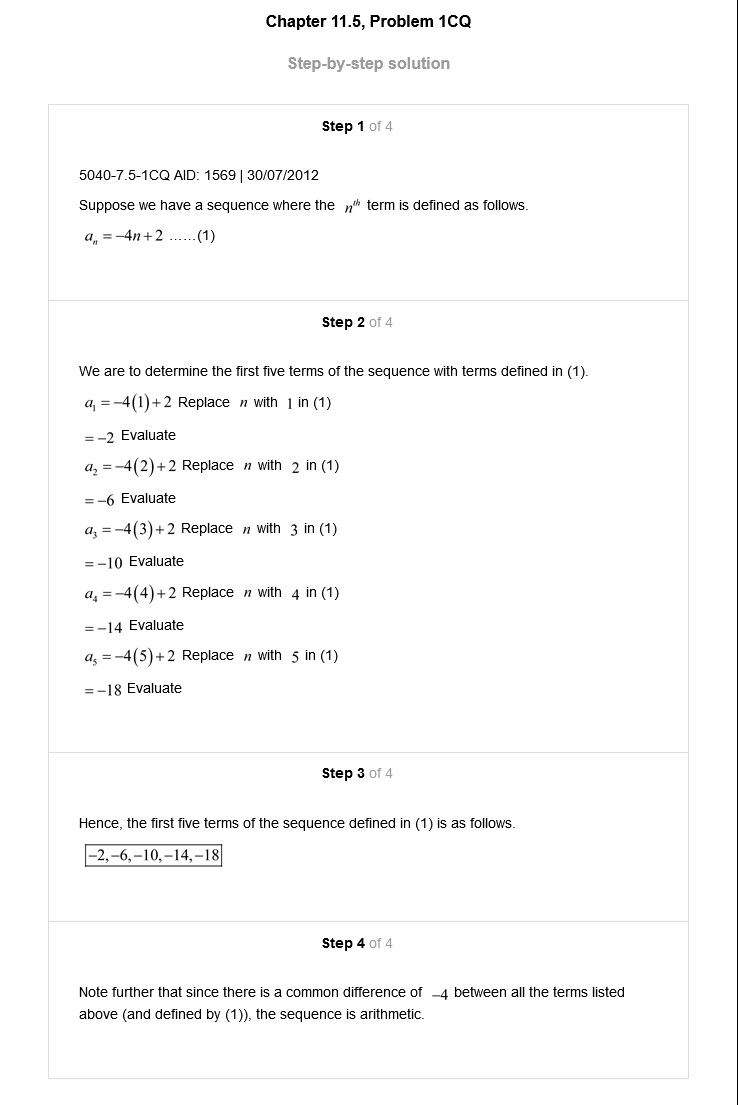 Chapter 11.5, Problem 1CQ
Step-by-step solution
Step 1 of 4
5040-7.5-1CQ AID: 1569 | 30/07/2012
Suppose we have a sequence where the nᵗʰ term is defined as follows.
aₙ = −4n + 2 ……(1)
Step 2 of 4
We are to determine the first five terms of the sequence with terms defined in (1).
a₁ = −4(1) + 2 Replace n with 1 in (1)
= −2 Evaluate
a₂ = −4(2) + 2 Replace n with 2 in (1)
= −6 Evaluate
a₃ = −4(3) + 2 Replace n with 3 in (1)
= −10 Evaluate
a₄ = −4(4) + 2 Replace n with 4 in (1)
= −14 Evaluate
a₅ = −4(5) + 2 Replace n with 5 in (1)
= −18 Evaluate
Step 3 of 4
Hence, the first five terms of the sequence defined in (1) is as follows.
−2, −6, −10, −14, −18
Step 4 of 4
Note further that since there is a common difference of −4 between all the terms listed
above (and defined by (1)), the sequence is arithmetic.